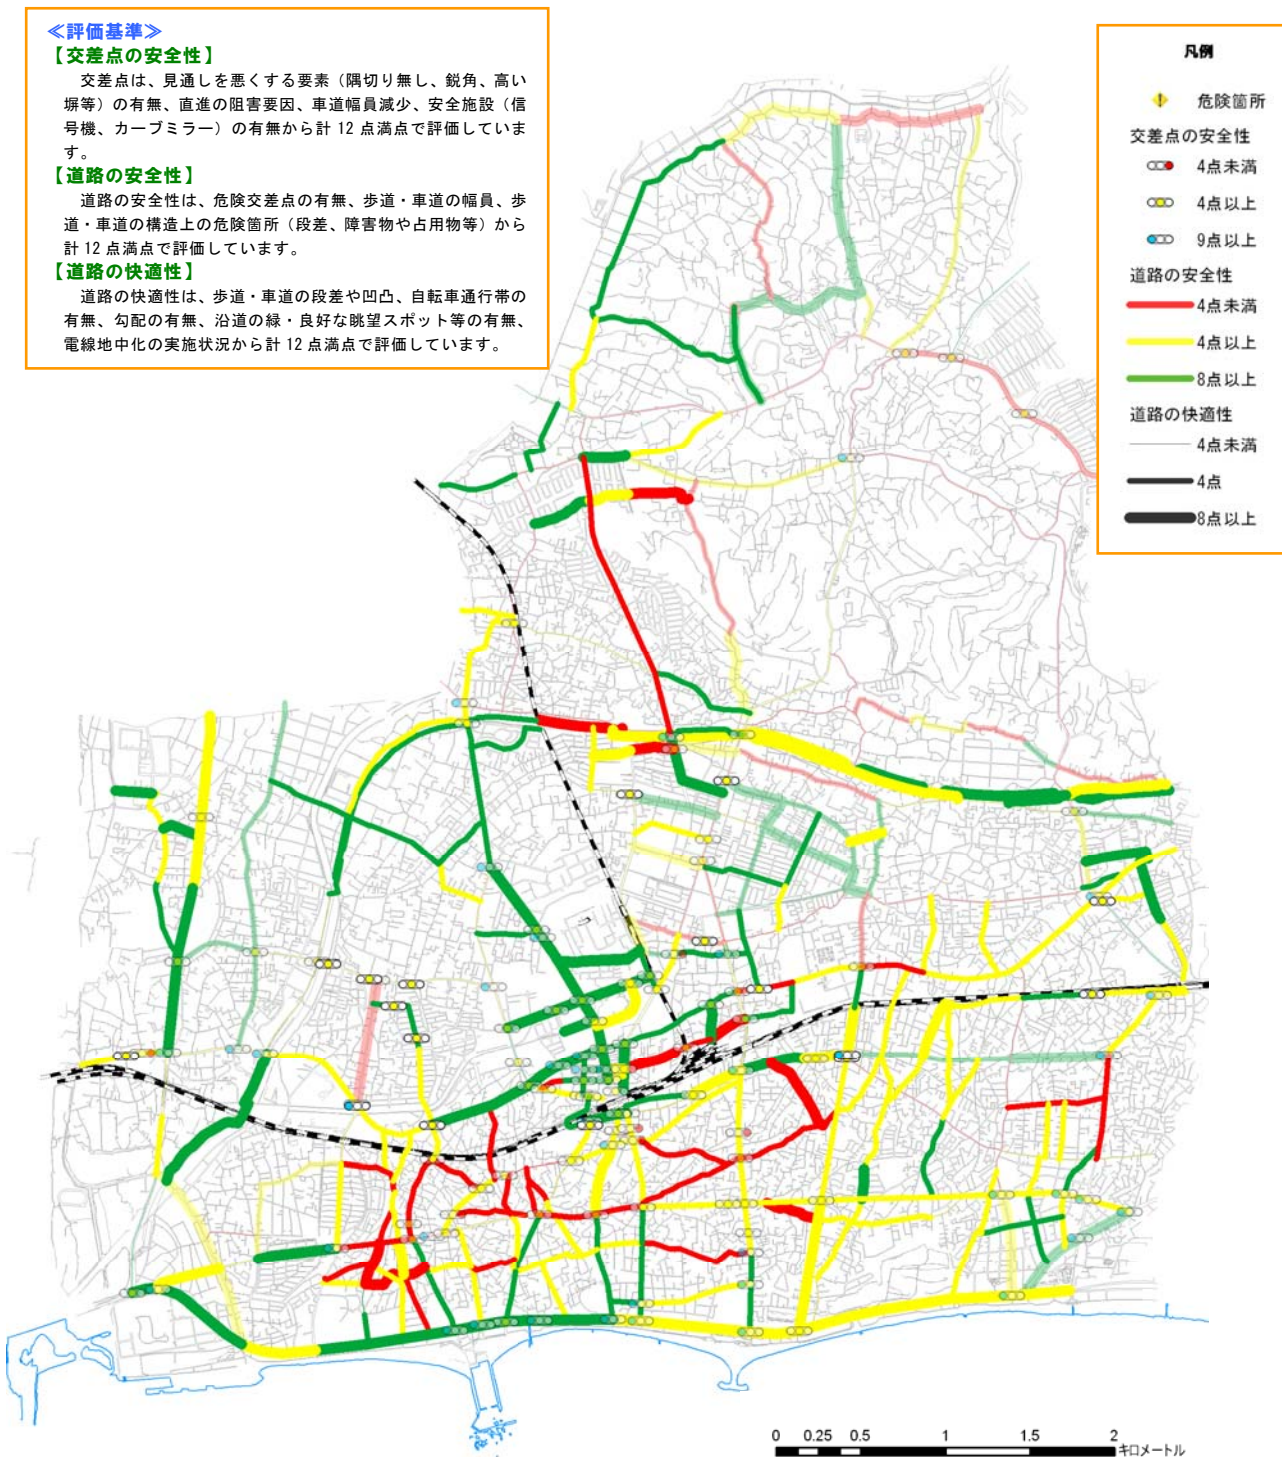 ≪評価基準≫
【交差点の安全性】
交差点は、見通しを悪くする要素（隅切り無し、鋭角、高い
塀等）の有無、直進の阻害要因、車道幅員減少、安全施設（信
号機、カーブミラー）の有無から計 12 点満点で評価していま
す。
【道路の安全性】
道路の安全性は、危険交差点の有無、歩道・車道の幅員、歩
道・車道の構造上の危険箇所（段差、障害物や占用物等）から
計 12 点満点で評価しています。
【道路の快適性】
道路の快適性は、歩道・車道の段差や凹凸、自転車通行帯の
有無、勾配の有無、沿道の緑・良好な眺望スポット等の有無、
電線地中化の実施状況から計 12 点満点で評価しています。
凡例
危険箇所
交差点の安全性
4点未満
4点以上
9点以上
道路の安全性
4点未満
4点以上
8点以上
道路の快適性
4点未満
4点
8点以上
0 0.25 0.5 1 1.5 2
キロメートル